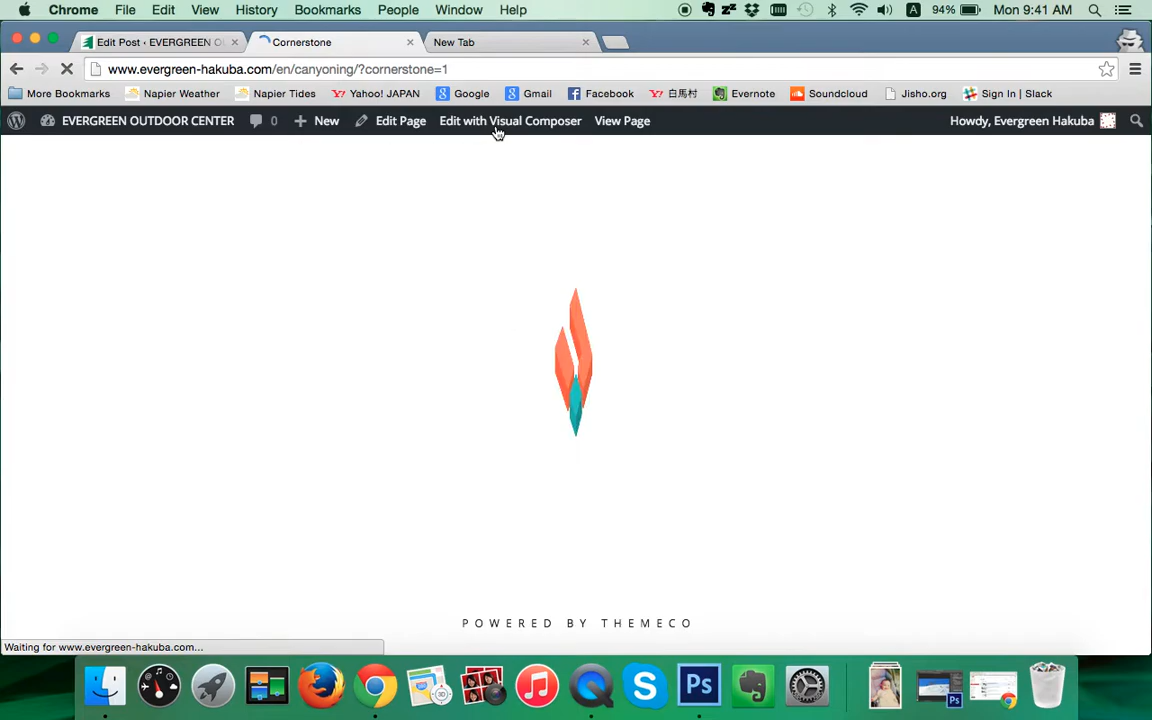 Chrome File Edit View History Bookmarks People Window Help A 94% Mon 9:41 AM
Edit Post · EVERGREEN O Cornerstone New Tab
www.evergreen-hakuba.com/en/canyoning/?cornerstone=1
More Bookmarks Napier Weather Napier Tides Yahoo! JAPAN Google Gmail Facebook 白馬村 Evernote Soundcloud Jisho.org Sign In | Slack
EVERGREEN OUTDOOR CENTER 0 New Edit Page Edit with Visual Composer View Page Howdy, Evergreen Hakuba
POWERED BY THEMECO
Waiting for www.evergreen-hakuba.com...
Ps